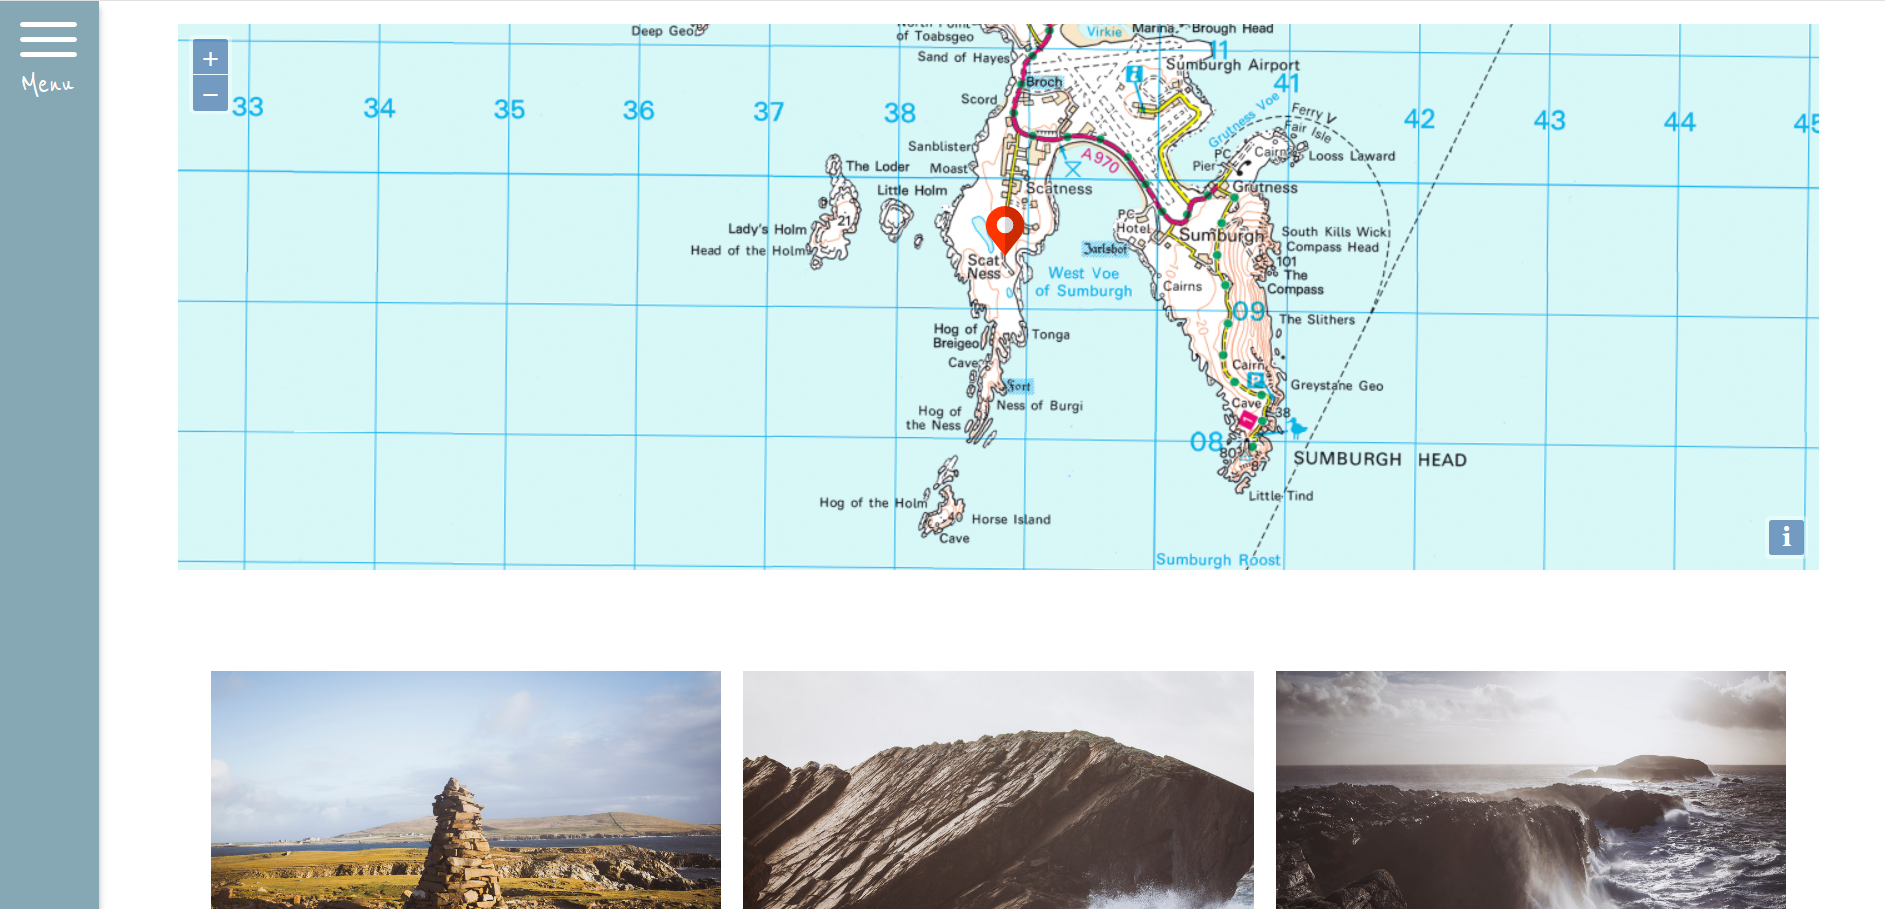 Menu
+
−
Deep Geo
of Toabsgeo
Virkie
Marina
Brough Head
Sand of Hayes
11
Sumburgh Airport
41
Broch
33
34
35
36
37
38
Scord
Grutness Voe
Ferry V
Fair Isle
42
43
44
45
Sanblister
A 970
PC
Cairn
Looss Laward
The Loder
Moast
Pier
Little Holm
Scatness
Grutness
21
PC
Lady's Holm
Hotel
Sumburgh
South Kills Wick
Head of the Holm
Jarlshof
Compass Head
Scat
Ness
101
The
Compass
West Voe
of Sumburgh
Cairns
09
The Slithers
20
Hog of
Breigeo
Tonga
Cave
Cairn
P
Fort
Greystane Geo
Ness of Burgi
Cave
38
Hog of
the Ness
08
80
87
SUMBURGH HEAD
Little Tind
Hog of the Holm
40
Horse Island
Cave
Sumburgh Roost
i